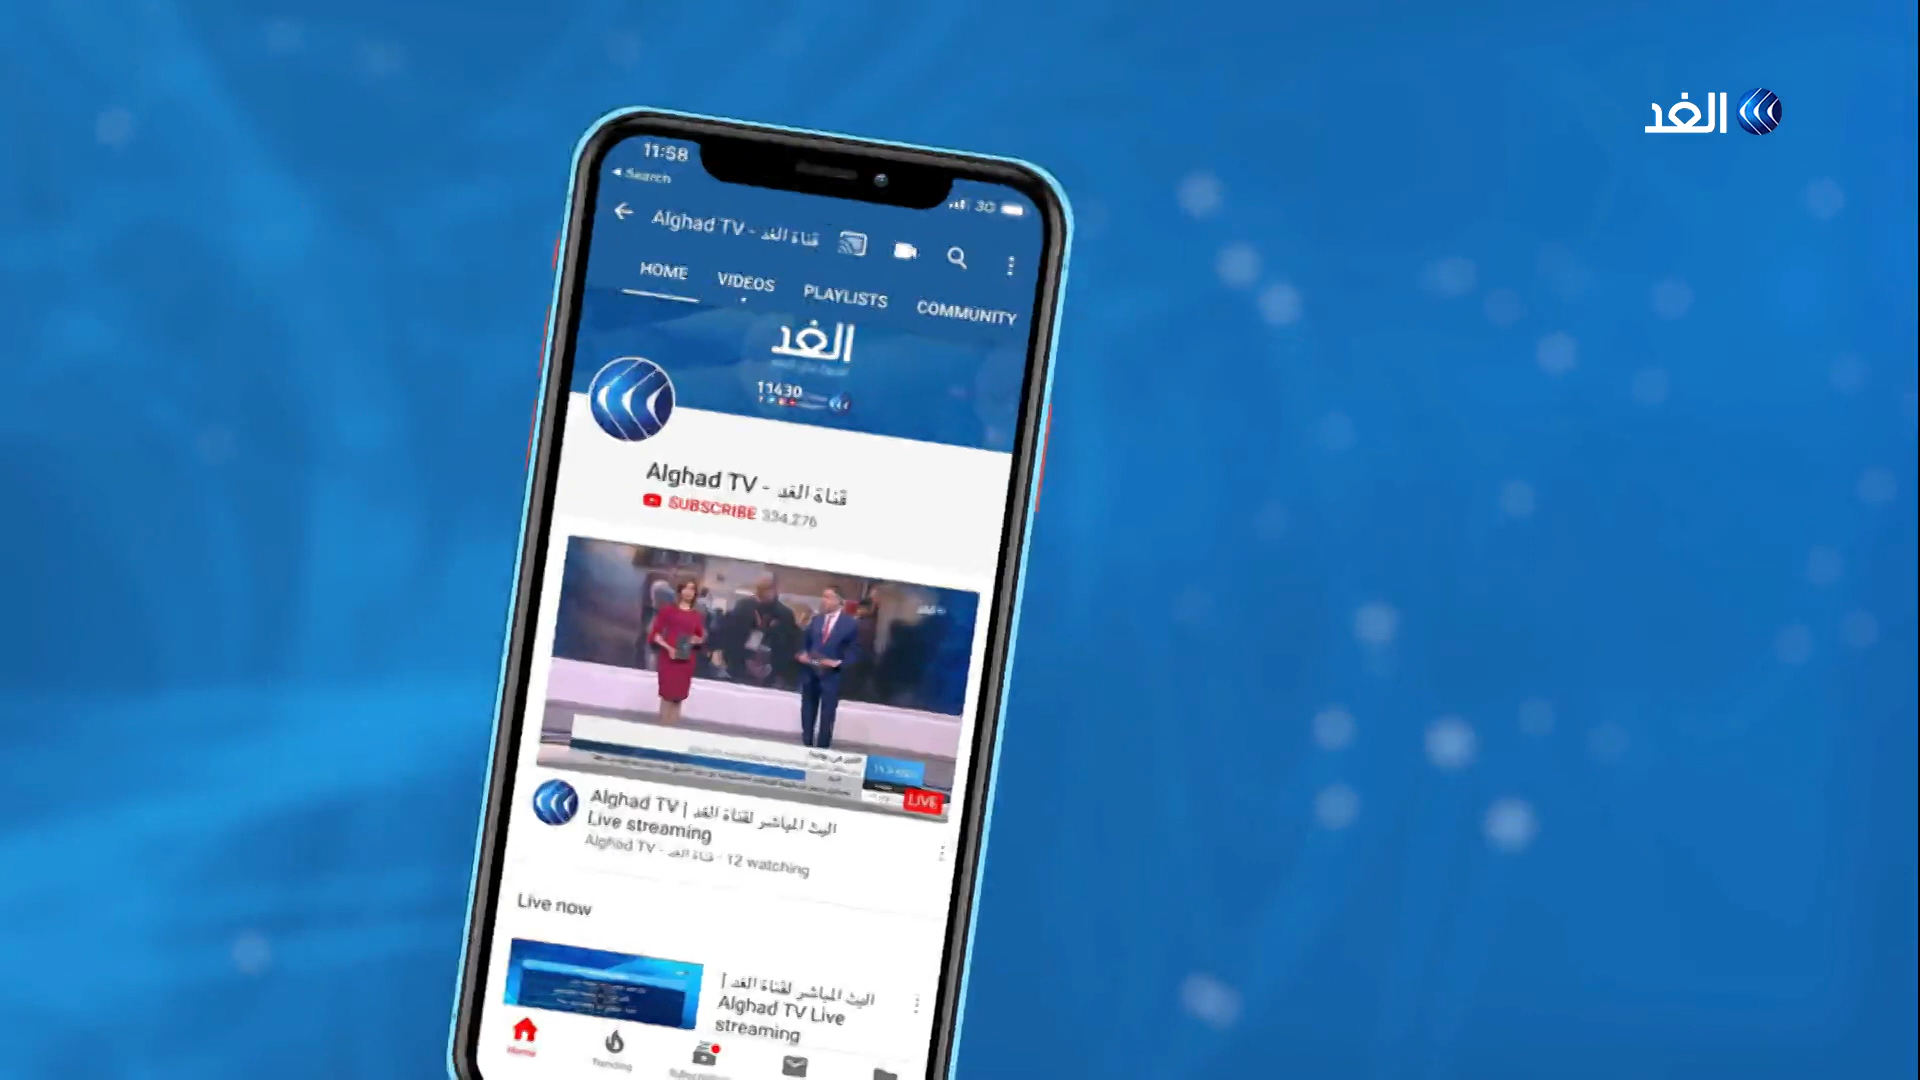 الغد
11:58
Search
3G
Alghad TV - قناة الغد
HOME VIDEOS PLAYLISTS COMMUNITY
الغد
11430
Alghad TV - قناة الغد
SUBSCRIBE 334,276
LIVE
Alghad TV | البث المباشر لقناة الغد
Live streaming
Alghad TV - قناة الغد · 12 watching
Live now
البث المباشر لقناة الغد |
Alghad TV Live
streaming
Home Trending